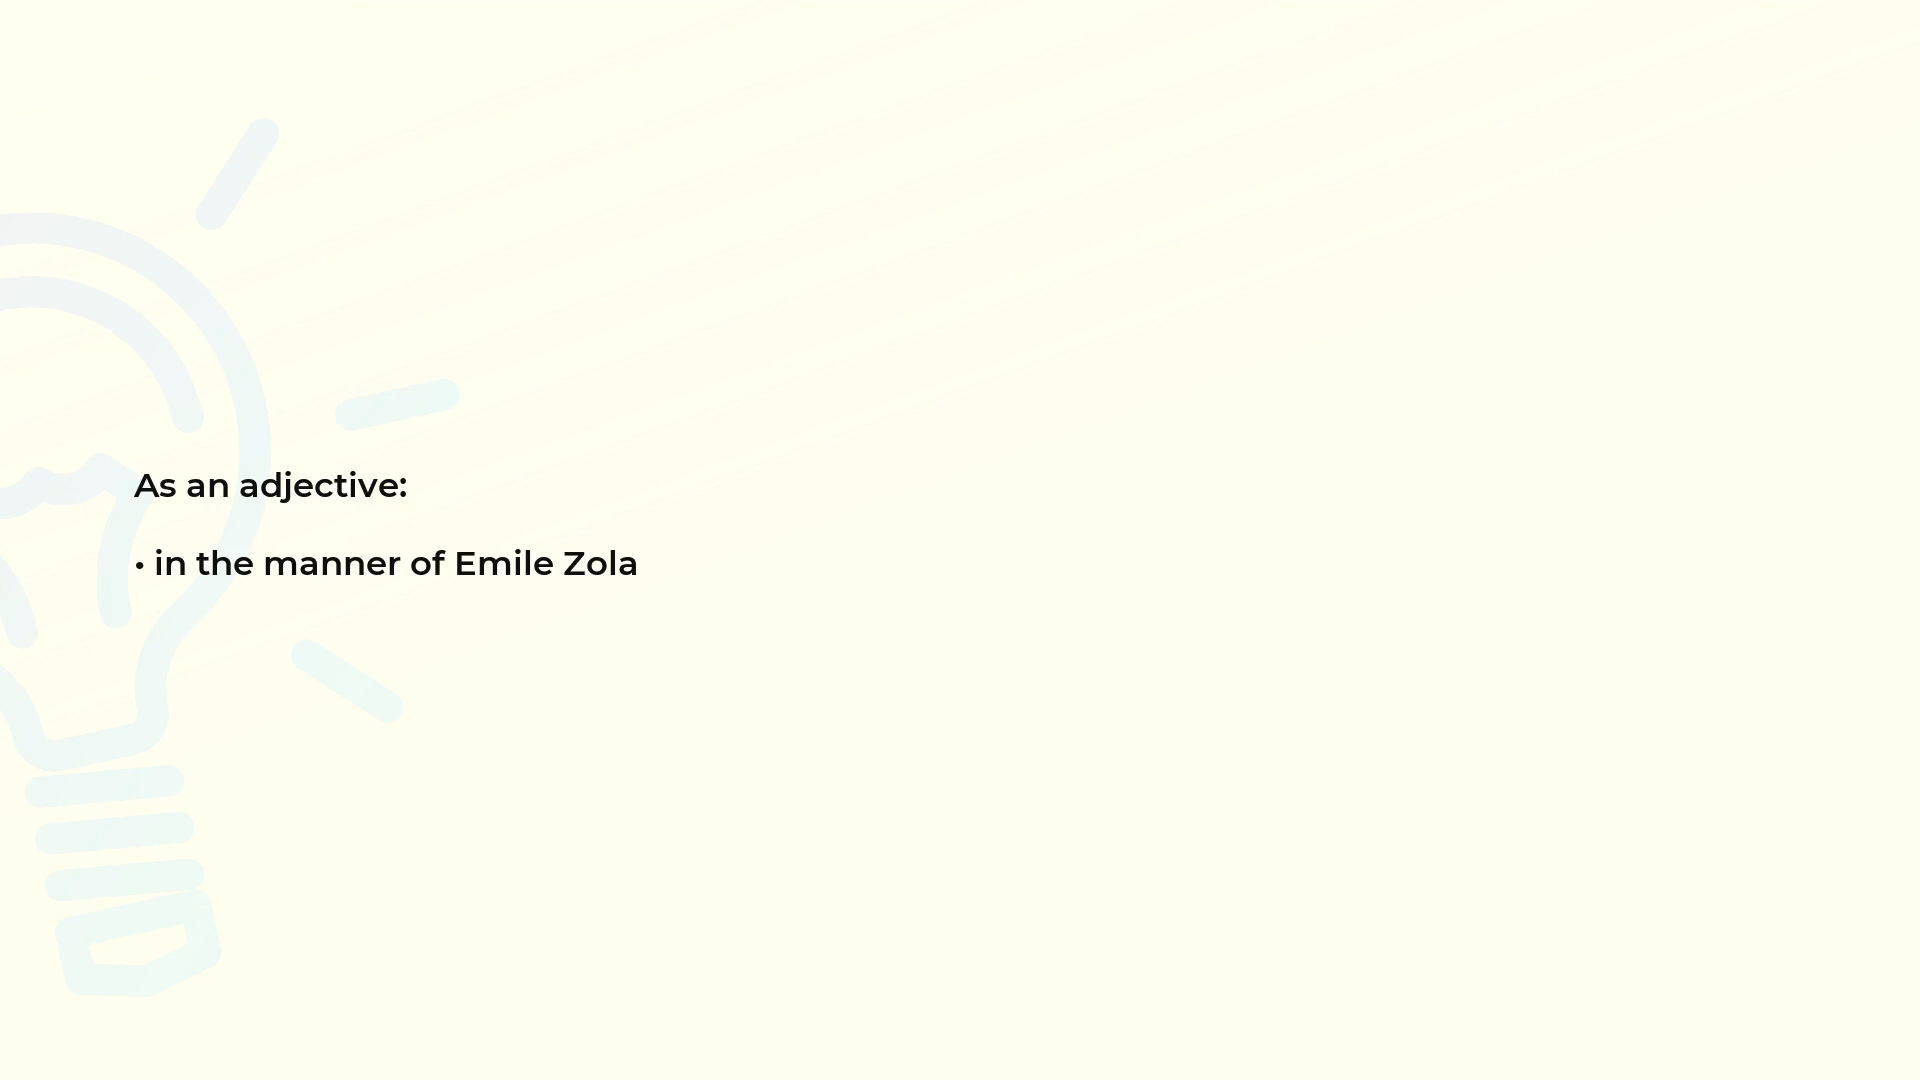 As an adjective:
• in the manner of Emile Zola